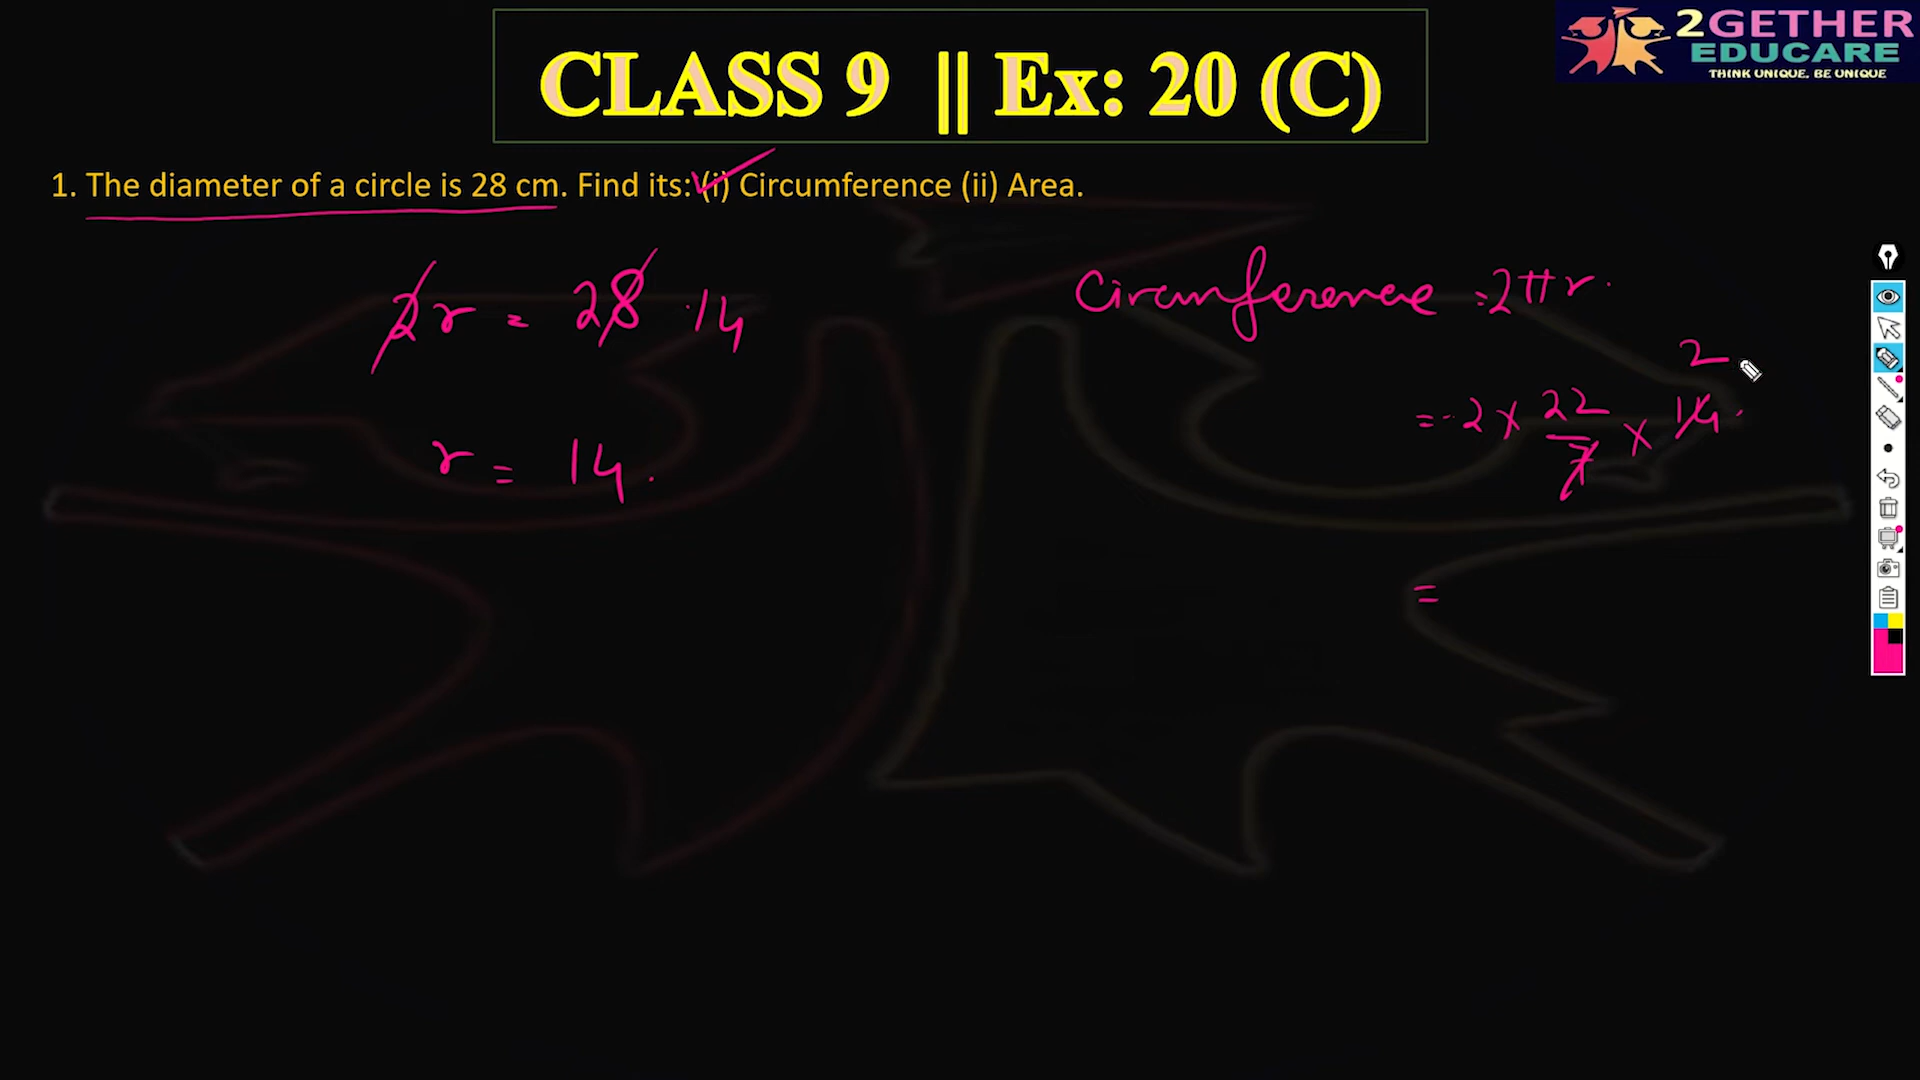 CLASS 9 || Ex: 20 (C)
2GETHER
EDUCARE
THINK UNIQUE. BE UNIQUE
1. The diameter of a circle is 28 cm. Find its: (i) Circumference (ii) Area.
2r = 28 14
Circumference = 2πr.
2
= 2 × 22/7 × 14.
r = 14.
=